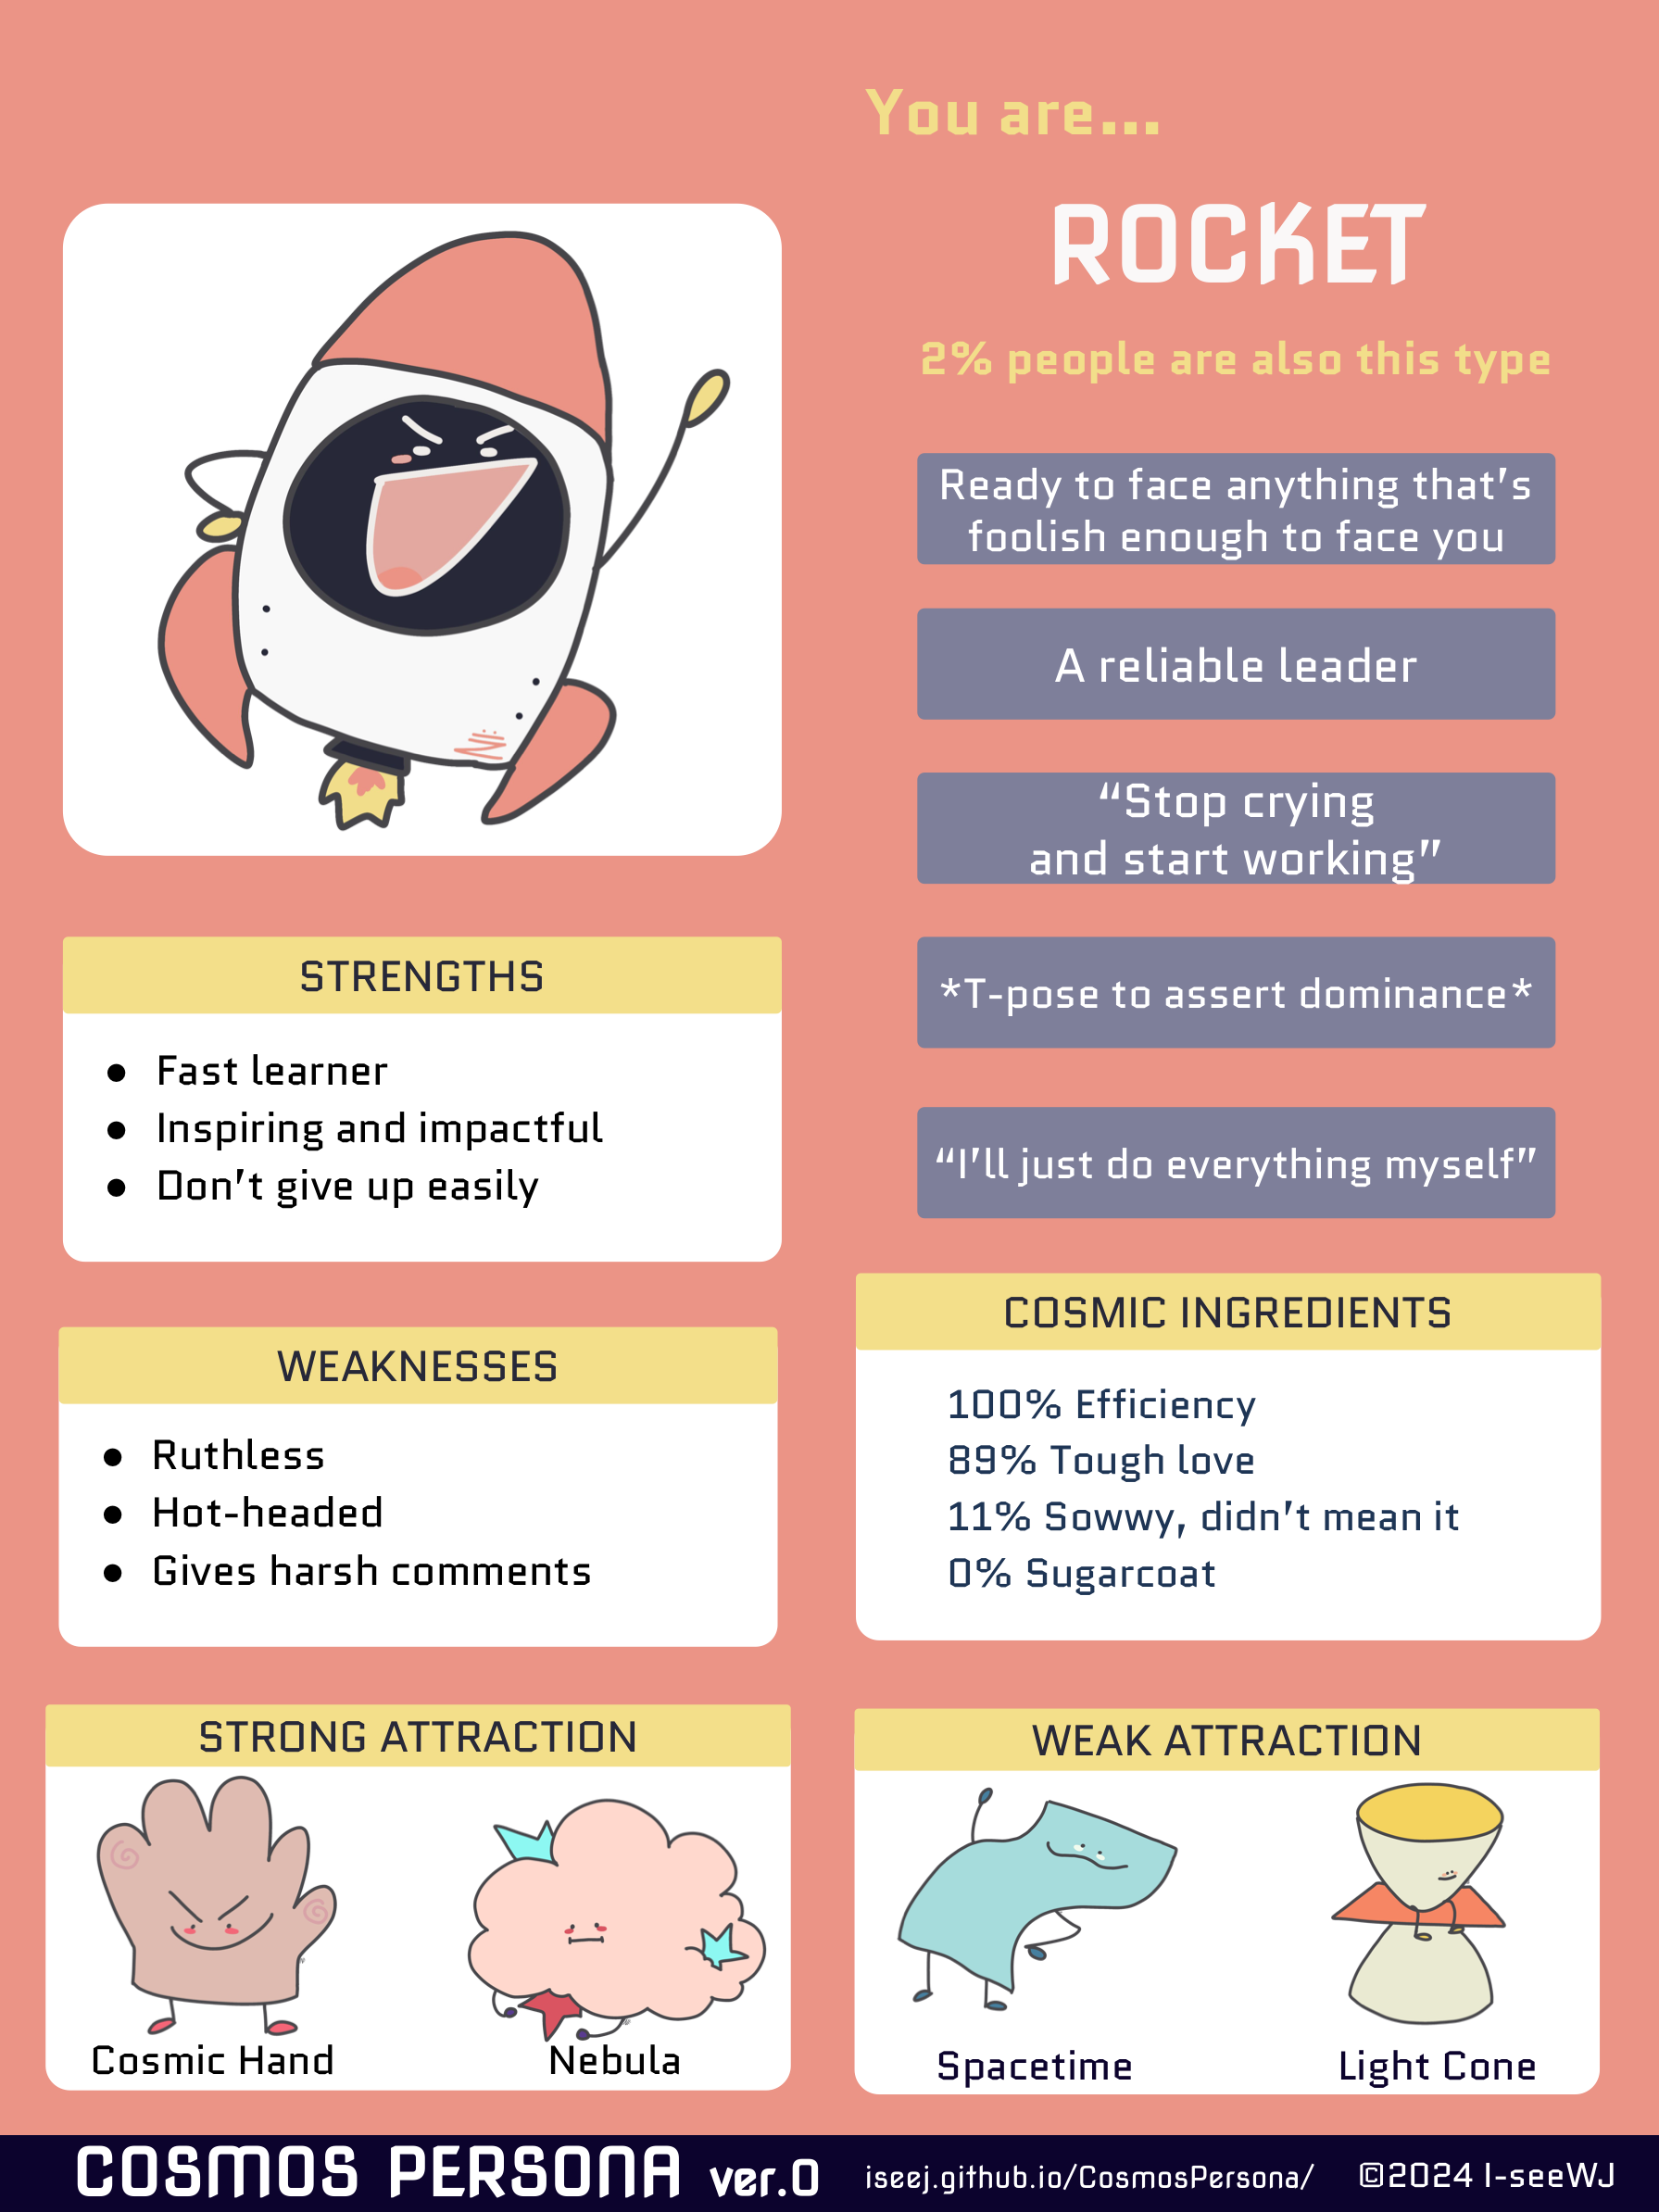 You are...
ROCKET
2% people are also this type
Ready to face anything that's
foolish enough to face you
A reliable leader
“Stop crying
and start working”
*T-pose to assert dominance*
“I'll just do everything myself”
STRENGTHS
● Fast learner
● Inspiring and impactful
● Don't give up easily
WEAKNESSES
● Ruthless
● Hot-headed
● Gives harsh comments
COSMIC INGREDIENTS
100% Efficiency
89% Tough love
11% Sowwy, didn't mean it
0% Sugarcoat
STRONG ATTRACTION
Cosmic Hand
Nebula
WEAK ATTRACTION
Spacetime
Light Cone
COSMOS PERSONA ver.0
iseej.github.io/CosmosPersona/
©2024 I-seeWJ